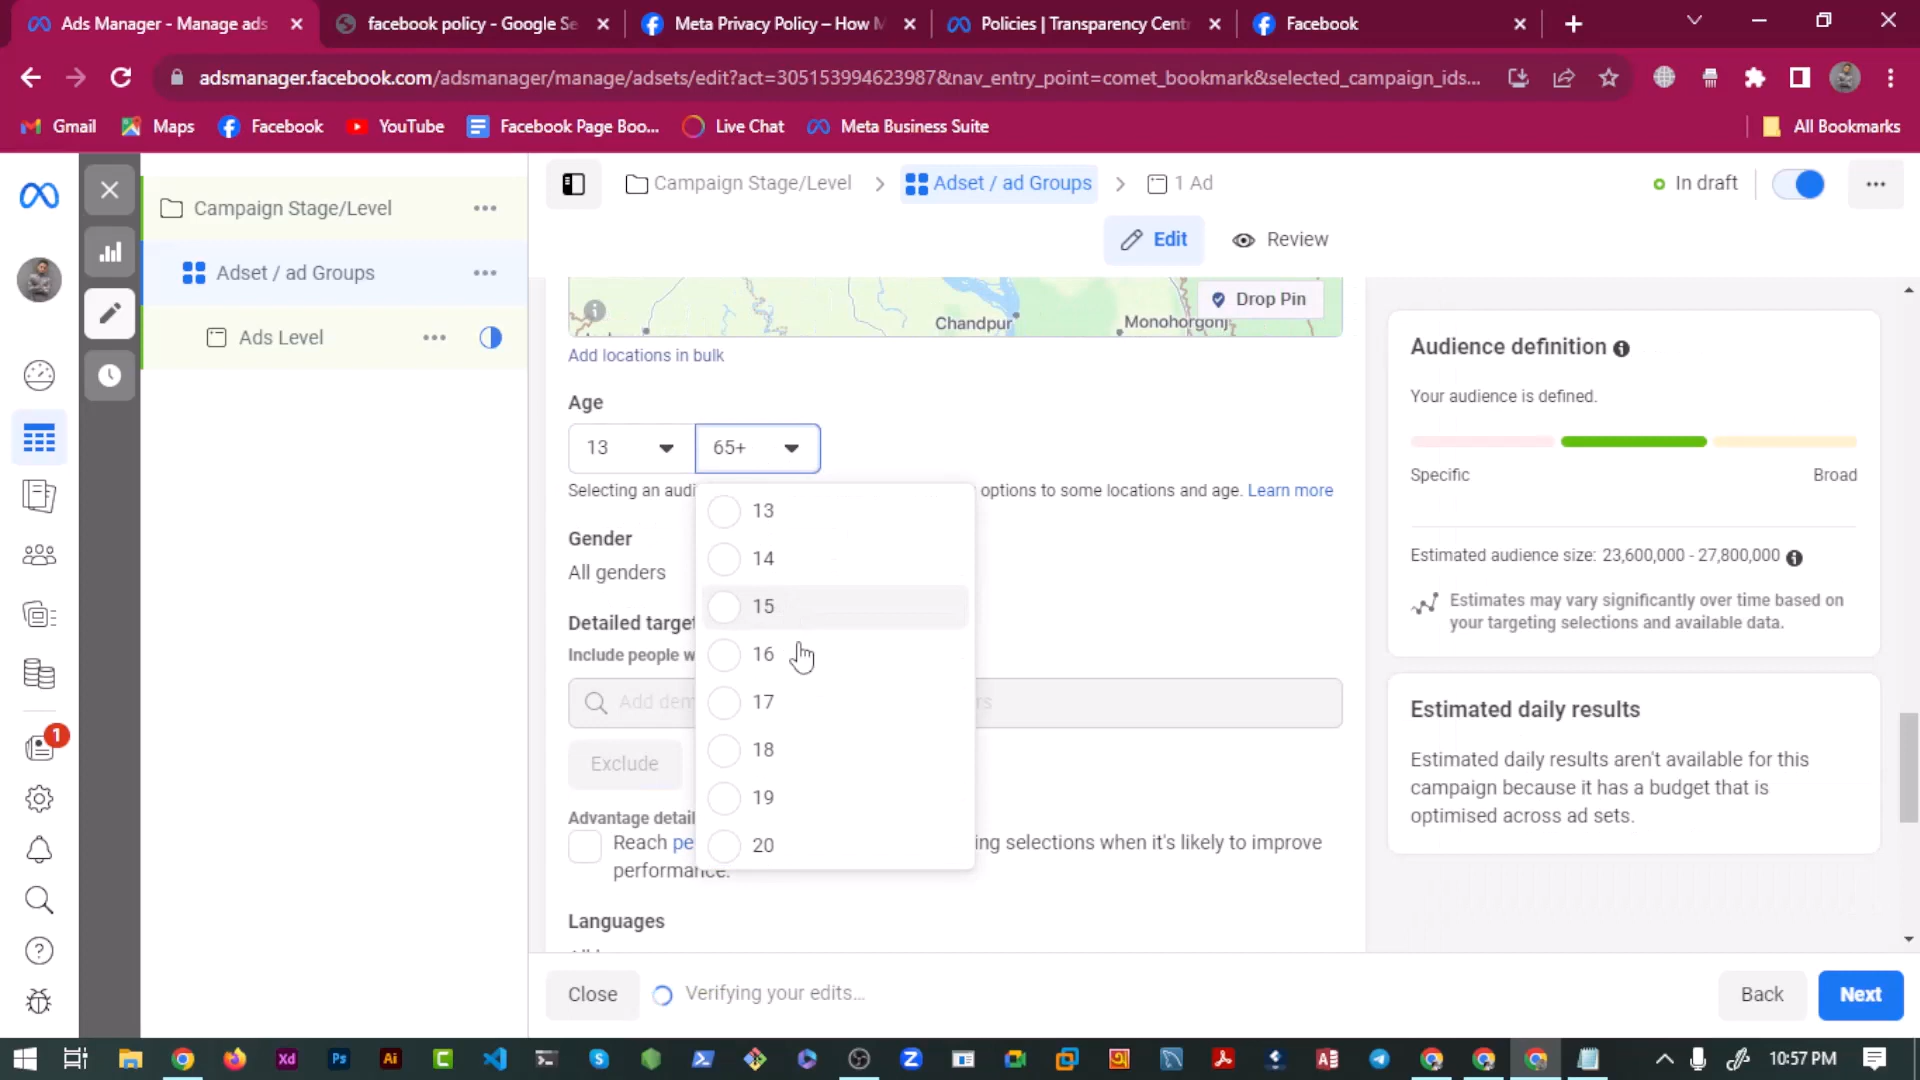 Ads Manager - Manage ads
facebook policy - Google Se
Meta Privacy Policy – How M
Policies | Transparency Cent
Facebook
adsmanager.facebook.com/adsmanager/manage/adsets/edit?act=305153994623987&nav_entry_point=comet_bookmark&selected_campaign_ids...
Gmail
Maps
Facebook
YouTube
Facebook Page Boo...
Live Chat
Meta Business Suite
All Bookmarks
Campaign Stage/Level
Adset / ad Groups
Ads Level
Campaign Stage/Level
Adset / ad Groups
1 Ad
In draft
Edit
Review
Drop Pin
Chandpur
Monohorgonj
Add locations in bulk
Age
13
65+
Selecting an audi
options to some locations and age. Learn more
13
14
15
16
17
18
19
20
Gender
All genders
Detailed target
Include people w
Add dem
rs
Exclude
Advantage detail
Reach pe
ing selections when it's likely to improve
performance.
Languages
Audience definition
Your audience is defined.
Specific
Broad
Estimated audience size: 23,600,000 - 27,800,000
Estimates may vary significantly over time based on
your targeting selections and available data.
Estimated daily results
Estimated daily results aren't available for this
campaign because it has a budget that is
optimised across ad sets.
Close
Verifying your edits...
Back
Next
1
Xd
Ps
Ai
10:57 PM